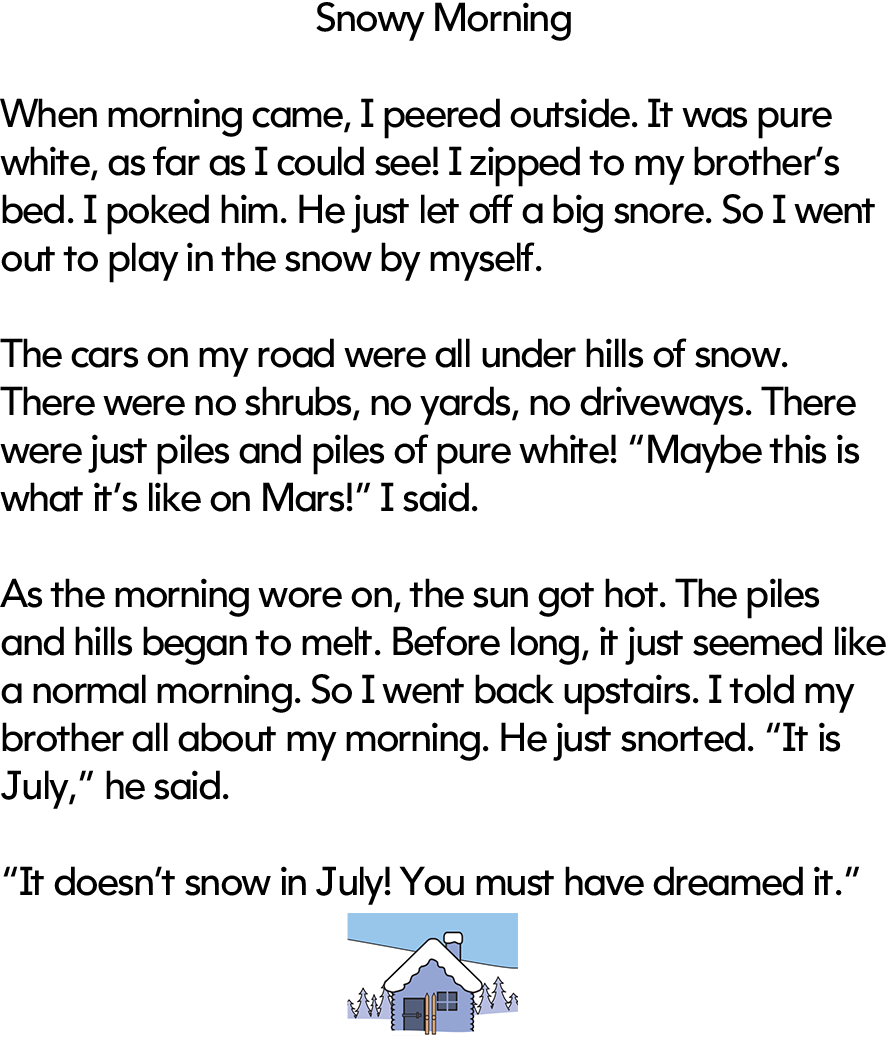 Snowy Morning
When morning came, I peered outside. It was pure
white, as far as I could see! I zipped to my brother’s
bed. I poked him. He just let off a big snore. So I went
out to play in the snow by myself.
The cars on my road were all under hills of snow.
There were no shrubs, no yards, no driveways. There
were just piles and piles of pure white! “Maybe this is
what it’s like on Mars!” I said.
As the morning wore on, the sun got hot. The piles
and hills began to melt. Before long, it just seemed like
a normal morning. So I went back upstairs. I told my
brother all about my morning. He just snorted. “It is
July,” he said.
“It doesn’t snow in July! You must have dreamed it.”